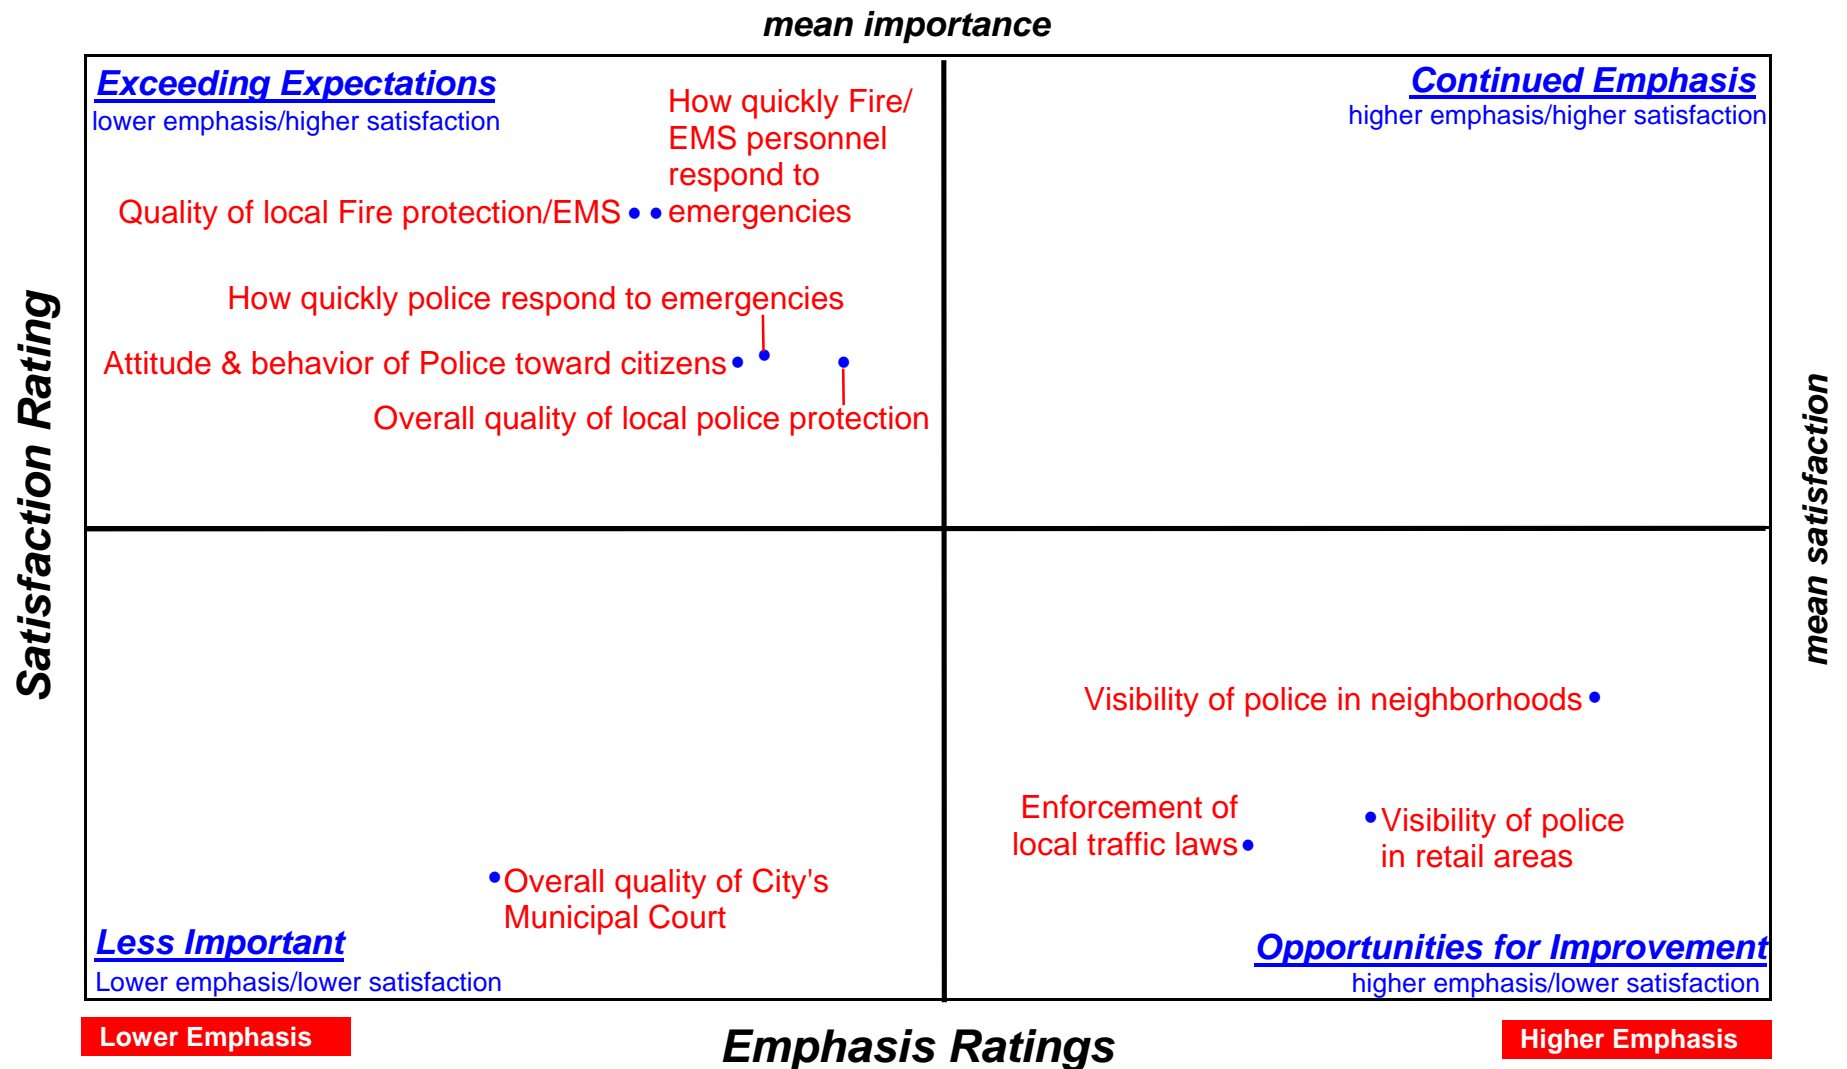 mean importance
Exceeding Expectations
lower emphasis/higher satisfaction
Continued Emphasis
higher emphasis/higher satisfaction
How quickly Fire/
EMS personnel
respond to
emergencies
Quality of local Fire protection/EMS
How quickly police respond to emergencies
Attitude & behavior of Police toward citizens
Overall quality of local police protection
Satisfaction Rating
mean satisfaction
Visibility of police in neighborhoods
Enforcement of
local traffic laws
Visibility of police
in retail areas
Overall quality of City's
Municipal Court
Less Important
Lower emphasis/lower satisfaction
Opportunities for Improvement
higher emphasis/lower satisfaction
Lower Emphasis
Emphasis Ratings
Higher Emphasis